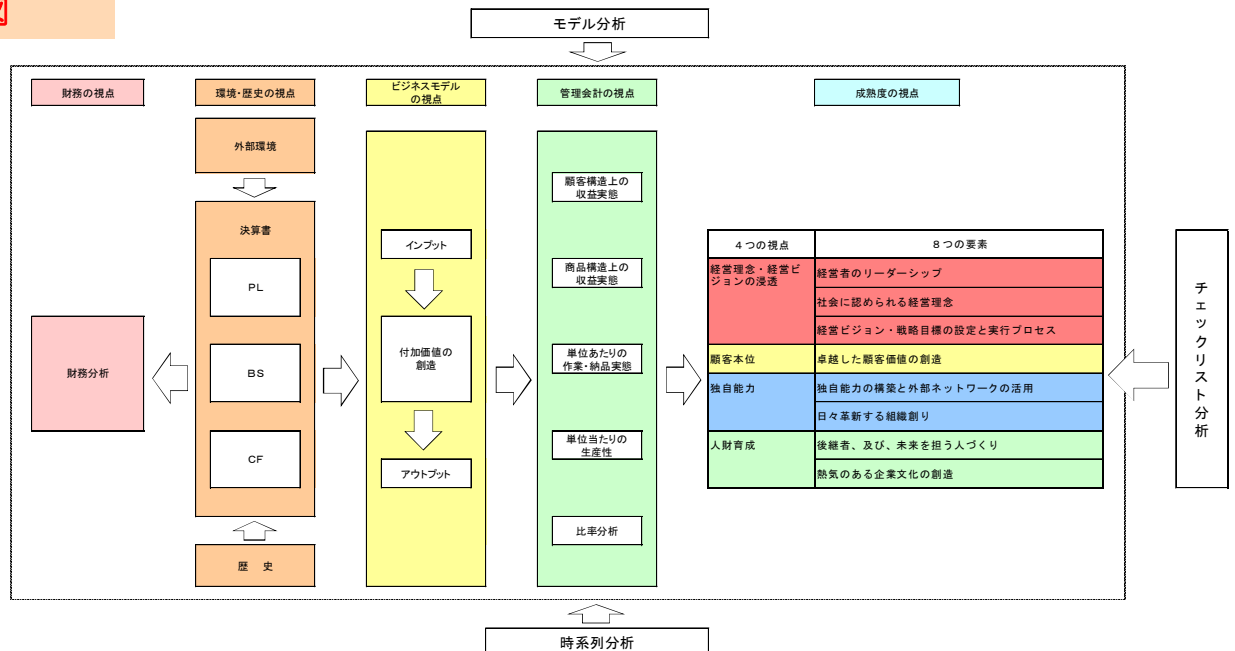 図
モデル分析
財務の視点
環境・歴史の視点
ビジネスモデル
の視点
管理会計の視点
成熟度の視点
外部環境
決算書
PL
BS
CF
歴 史
財務分析
インプット
付加価値の
創造
アウトプット
顧客構造上の
収益実態
商品構造上の
収益実態
単位あたりの
作業・納品実態
単位当たりの
生産性
比率分析
4つの視点
8つの要素
経営理念・経営ビ
ジョンの浸透
経営者のリーダーシップ
社会に認められる経営理念
経営ビジョン・戦略目標の設定と実行プロセス
顧客本位
卓越した顧客価値の創造
独自能力
独自能力の構築と外部ネットワークの活用
日々革新する組織創り
人財育成
後継者、及び、未来を担う人づくり
熱気のある企業文化の創造
チェックリスト分析
時系列分析